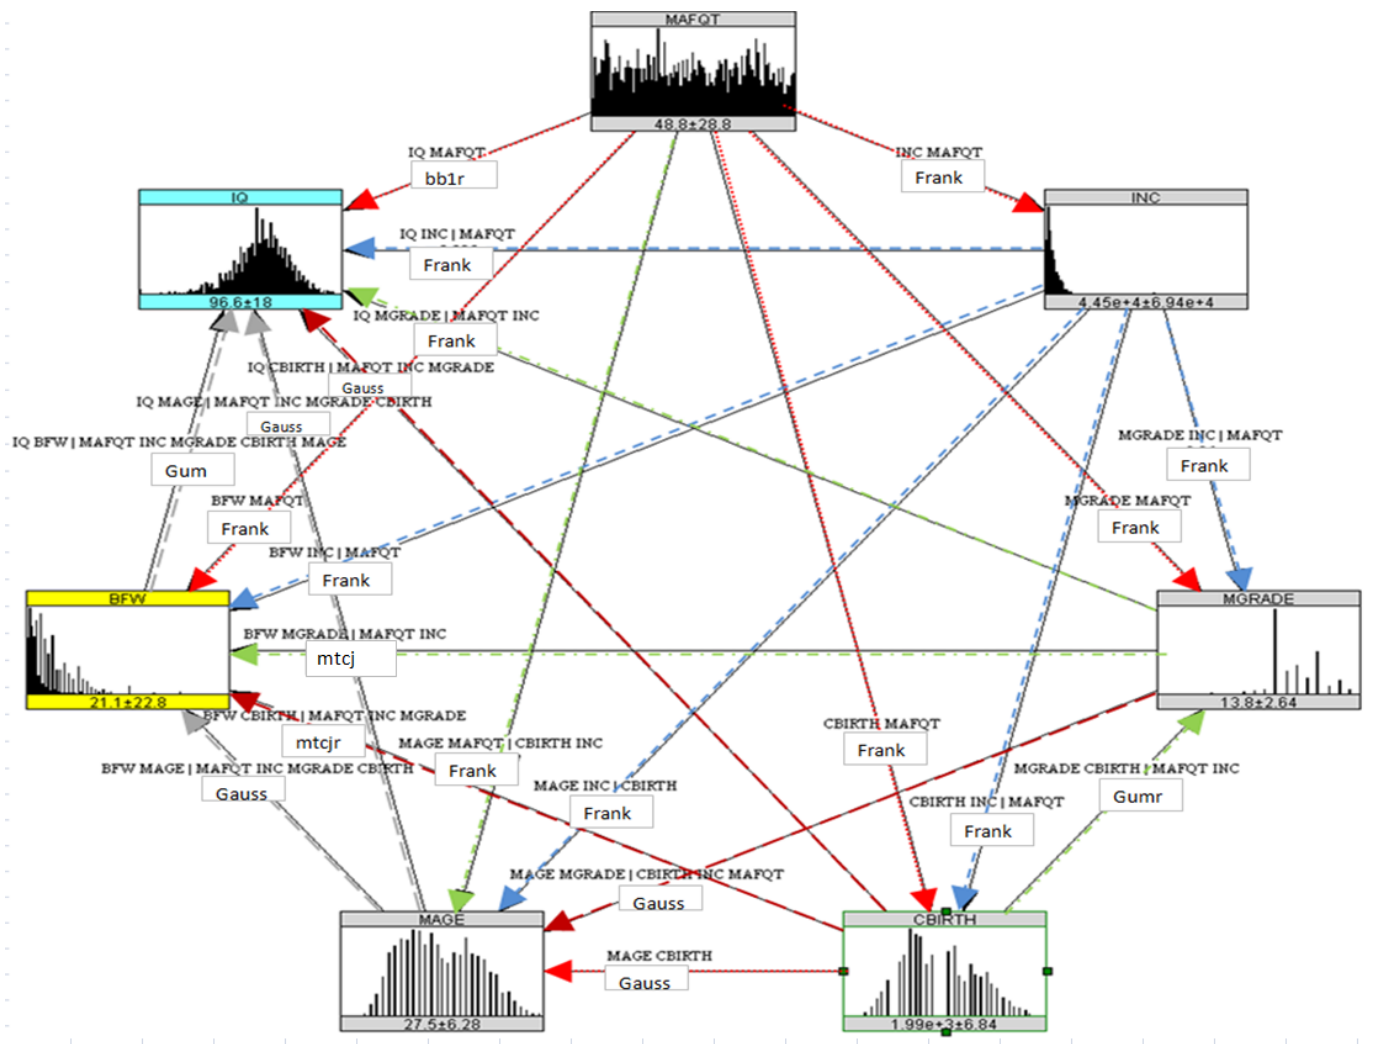 MAFQT
48.8±28.8
IQ MAFQT
bb1r
INC MAFQT
Frank
IQ
96.6±18
INC
4.45e+4±6.94e+4
IQ INC | MAFQT
Frank
IQ MGRADE | MAFQT INC
Frank
IQ CBIRTH | MAFQT INC MGRADE
Gauss
IQ MAGE | MAFQT INC MGRADE CBIRTH
Gauss
IQ BFW | MAFQT INC MGRADE CBIRTH MAGE
Gum
MGRADE INC | MAFQT
Frank
BFW MAFQT
Frank
MGRADE MAFQT
Frank
BFW INC | MAFQT
Frank
BFW
21.1±22.8
MGRADE
13.8±2.64
BFW MGRADE | MAFQT INC
mtcj
BFW CBIRTH | MAFQT INC MGRADE
mtcjr
CBIRTH MAFQT
Frank
MAGE MAFQT | CBIRTH INC
Frank
BFW MAGE | MAFQT INC MGRADE CBIRTH
Gauss
MGRADE CBIRTH | MAFQT INC
Gumr
MAGE INC | CBIRTH
Frank
CBIRTH INC | MAFQT
Frank
MAGE MGRADE | CBIRTH INC MAFQT
Gauss
MAGE
27.5±6.28
CBIRTH
1.99e+3±6.84
MAGE CBIRTH
Gauss